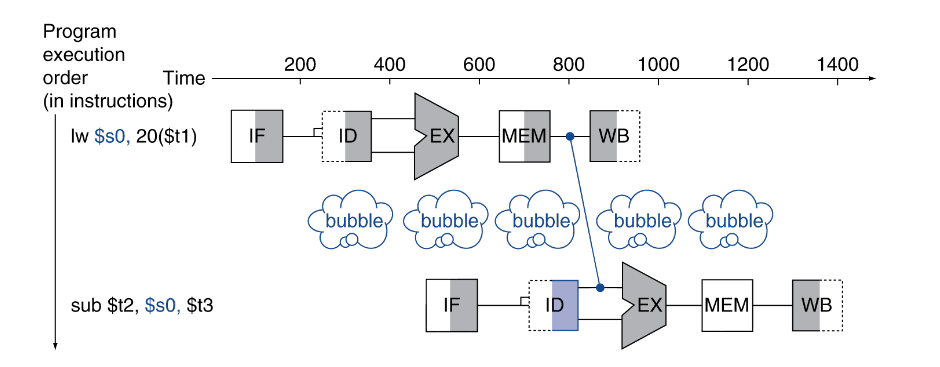 Program
execution
order
(in instructions)
Time
200 400 600 800 1000 1200 1400
lw $s0, 20($t1)
IF ID EX MEM WB
bubble bubble bubble bubble bubble
sub $t2, $s0, $t3
IF ID EX MEM WB